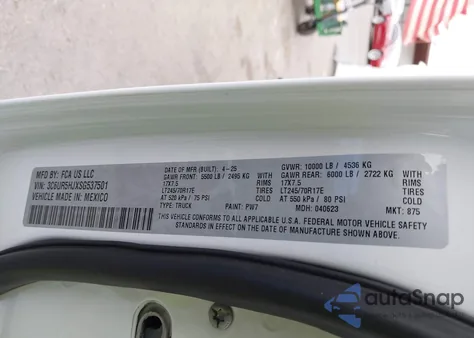 MFG BY: FCA US LLC
DATE OF MFR (BUILT): 4-25
GVWR: 10000 LB / 4536 KG
VIN: 3C6UR5HJXSG537501
GAWR FRONT: 5500 LB / 2495 KG WITH
GAWR REAR: 6000 LB / 2722 KG WITH
17X7.5
17X7.5
VEHICLE MADE IN: MEXICO
LT245/70R17E TIRES
LT245/70R17E TIRES
AT 520 kPa / 75 PSI COLD
AT 550 kPa / 80 PSI COLD
TYPE: TRUCK
PAINT: PW7
MDH: 040623
MKT: 875
THIS VEHICLE CONFORMS TO ALL APPLICABLE U.S.A. FEDERAL MOTOR VEHICLE SAFETY
STANDARDS IN EFFECT ON THE DATE OF MANUFACTURE SHOWN ABOVE.
autoSnap